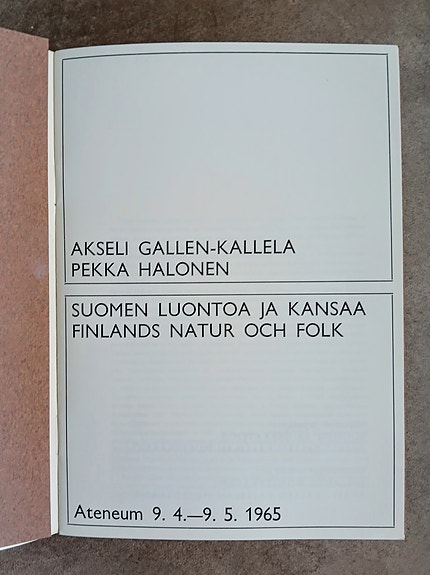 AKSELI GALLEN-KALLELA
PEKKA HALONEN
SUOMEN LUONTOA JA KANSAA
FINLANDS NATUR OCH FOLK
Ateneum 9. 4.—9. 5. 1965